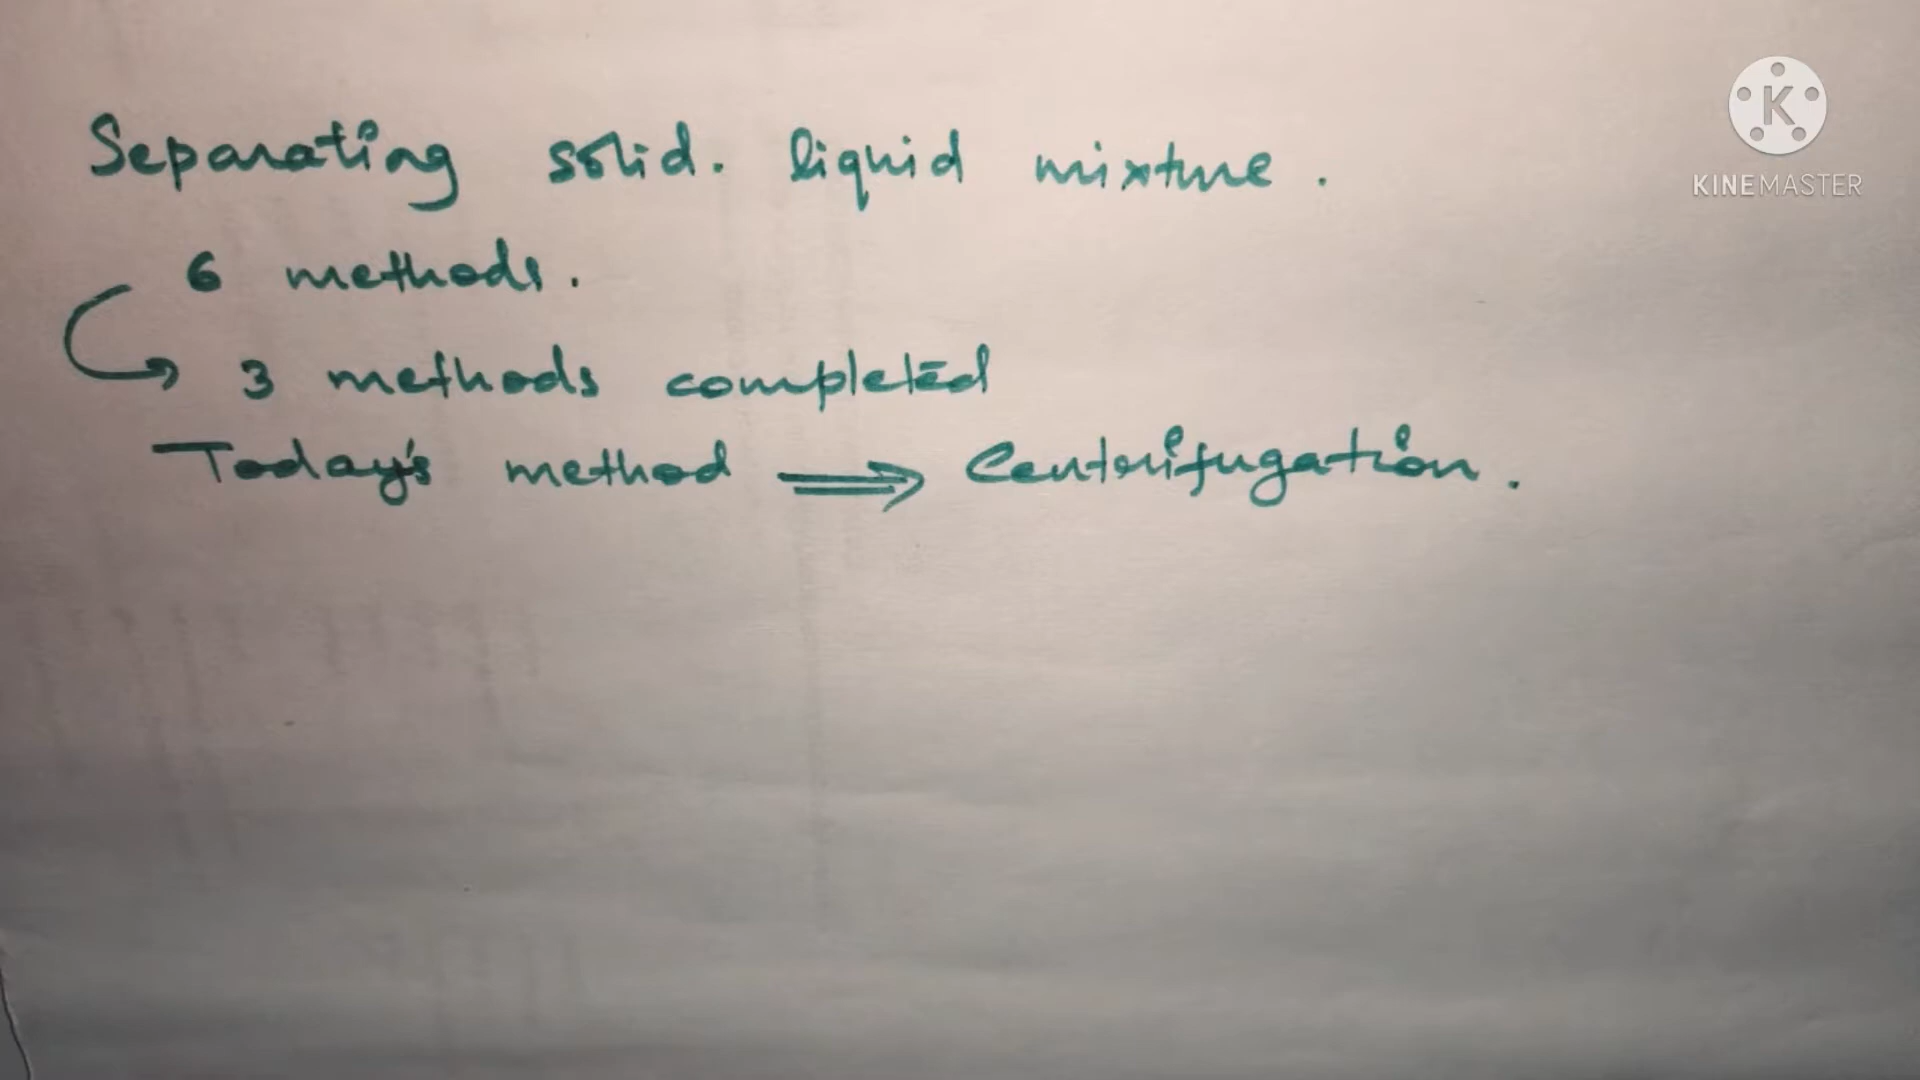 Separating solid. liquid mixture.
6 methods.
3 methods completed
Today's method ⟹ Centrifugation.
K
KINEMASTER